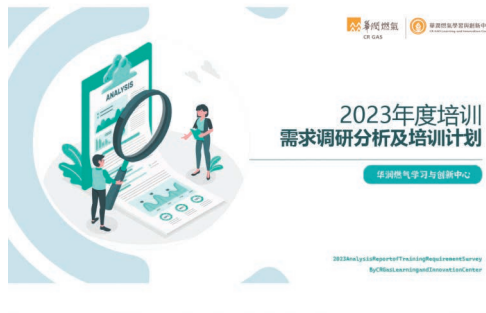 華潤燃氣
CR GAS
華潤燃氣學習與創新中
ANALYSIS
2023年度培训
需求调研分析及培训计划
华润燃气学习与创新中心
2023AnalysisReportofTrainingRequirementSurvey
ByCRGasLearningandInnovationCenter